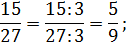 15/27 = 15:3/27:3 = 5/9;